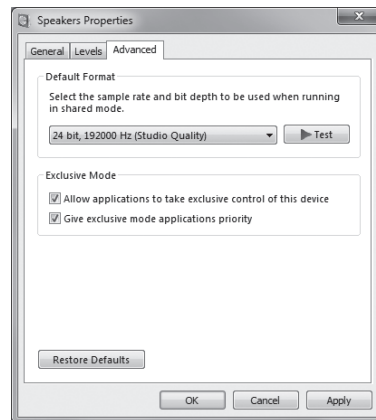 Speakers Properties
General Levels Advanced
Default Format
Select the sample rate and bit depth to be used when running
in shared mode.
24 bit, 192000 Hz (Studio Quality) Test
Exclusive Mode
Allow applications to take exclusive control of this device
Give exclusive mode applications priority
Restore Defaults
OK Cancel Apply